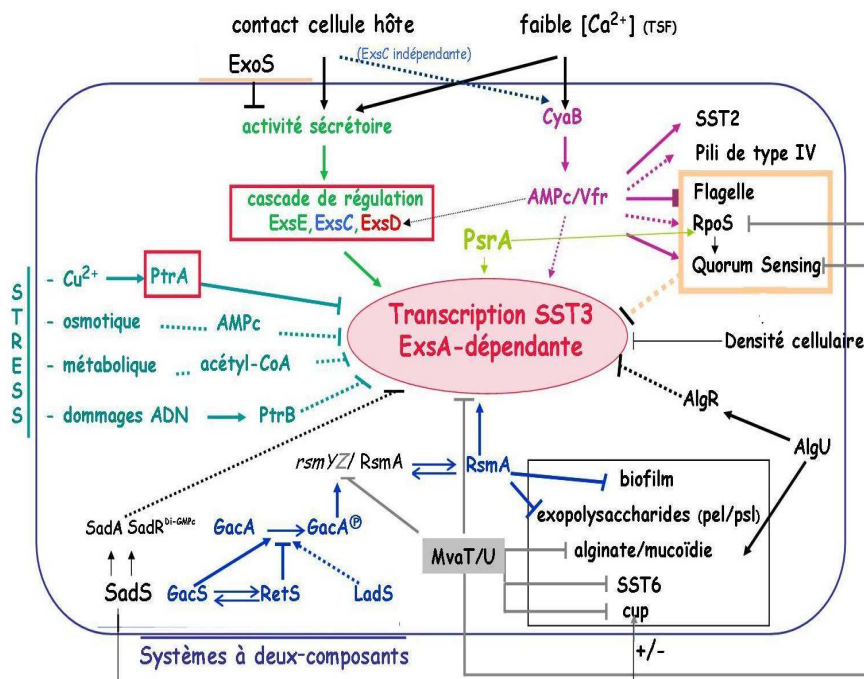 contact cellule hôte
faible [Ca2+] (TSF)
(ExsC indépendante)
ExoS
activité sécrétoire
CyaB
SST2
Pili de type IV
cascade de régulation
ExsE, ExsC, ExsD
AMPc/Vfr
Flagelle
RpoS
PsrA
Quorum Sensing
STRESS
- Cu2+
PtrA
- osmotique
AMPc
- métabolique
acétyl-CoA
- dommages ADN
PtrB
Transcription SST3
ExsA-dépendante
Densité cellulaire
AlgR
AlgU
rsmYZ/ RsmA
RsmA
biofilm
exopolysaccharides (pel/psl)
alginate/mucoïdie
SST6
cup
MvaT/U
SadA SadR Di-GMPc
GacA
GacA P
SadS
GacS
RetS
LadS
+/-
Systèmes à deux-composants